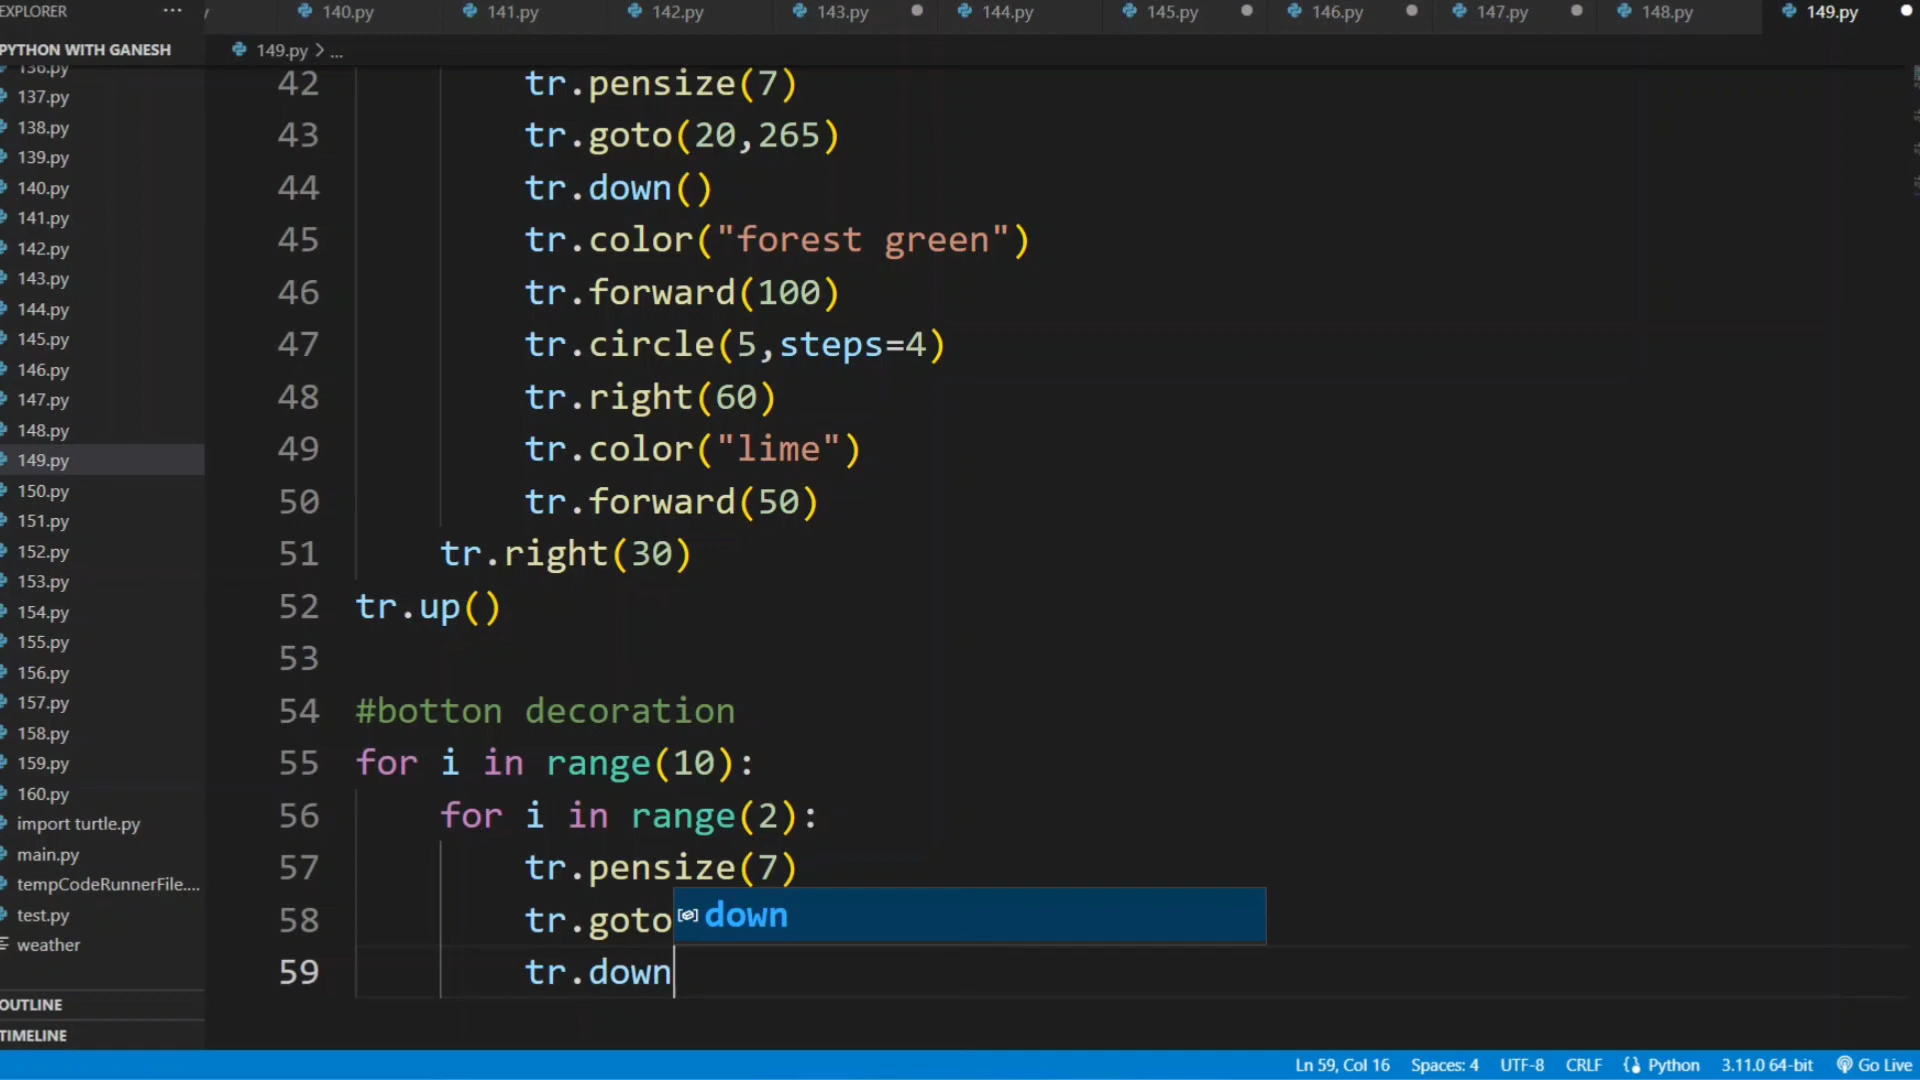 EXPLORER ...
140.py 141.py 142.py 143.py 144.py 145.py 146.py 147.py 148.py 149.py
PYTHON WITH GANESH
149.py > ...
136.py
137.py
138.py
139.py
140.py
141.py
142.py
143.py
144.py
145.py
146.py
147.py
148.py
149.py
150.py
151.py
152.py
153.py
154.py
155.py
156.py
157.py
158.py
159.py
160.py
import turtle.py
main.py
tempCodeRunnerFile....
test.py
weather
OUTLINE
TIMELINE
42 tr.pensize(7)
43 tr.goto(20,265)
44 tr.down()
45 tr.color("forest green")
46 tr.forward(100)
47 tr.circle(5,steps=4)
48 tr.right(60)
49 tr.color("lime")
50 tr.forward(50)
51 tr.right(30)
52 tr.up()
53
54 #botton decoration
55 for i in range(10):
56 for i in range(2):
57 tr.pensize(7)
58 tr.goto
down
59 tr.down
Ln 59, Col 16 Spaces: 4 UTF-8 CRLF Python 3.11.0 64-bit Go Live